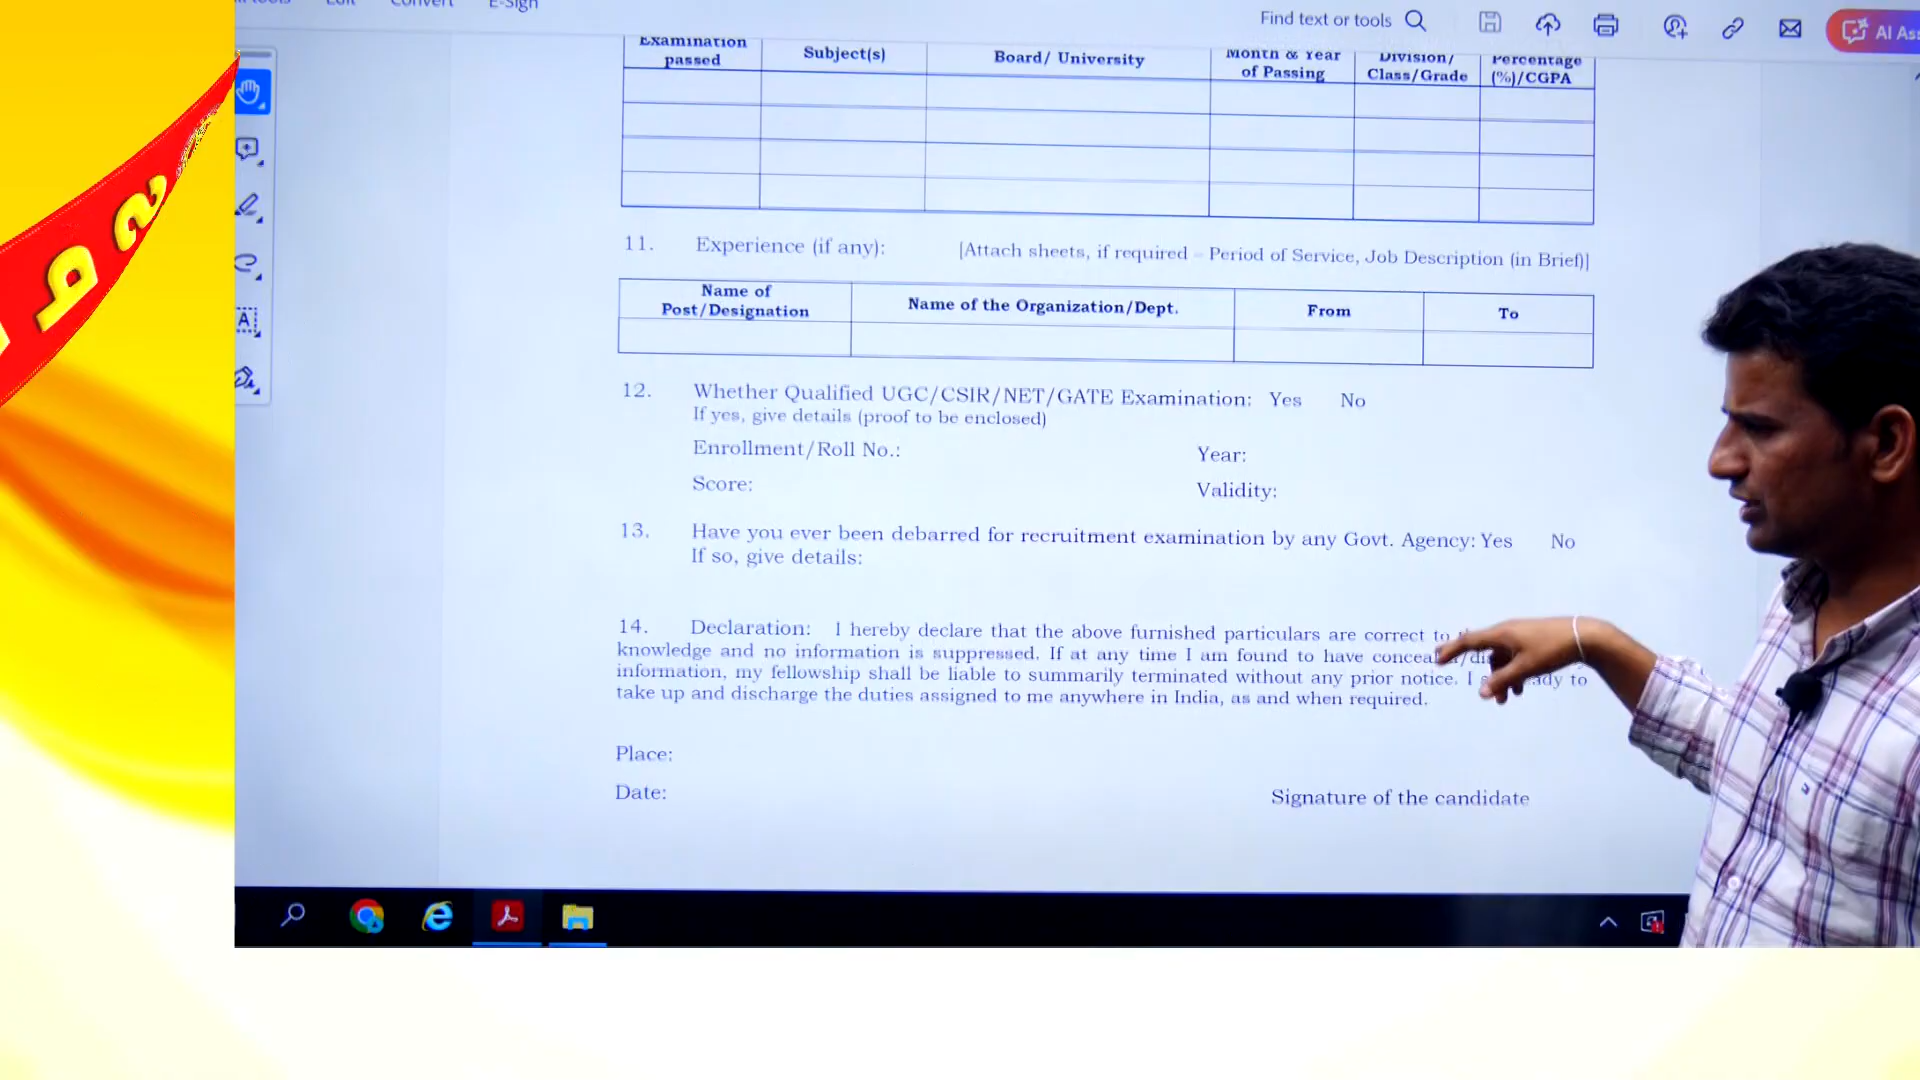 Edit
Convert
E-Sign
Find text or tools
AI
Examination passed
Subject(s)
Board/ University
Month & Year of Passing
Division/ Class/Grade
Percentage (%)/CGPA
11. Experience (if any): [Attach sheets, if required – Period of Service, Job Description (in Brief)]
Name of Post/Designation
Name of the Organization/Dept.
From
To
12. Whether Qualified UGC/CSIR/NET/GATE Examination: Yes No
If yes, give details (proof to be enclosed)
Enrollment/Roll No.: Year:
Score: Validity:
13. Have you ever been debarred for recruitment examination by any Govt. Agency: Yes No
If so, give details:
14. Declaration: I hereby declare that the above furnished particulars are correct to
knowledge and no information is suppressed. If at any time I am found to have
information, my fellowship shall be liable to summarily terminated without any prior notice. I to
take up and discharge the duties assigned to me anywhere in India, as and when required.
Place:
Date:
Signature of the candidate